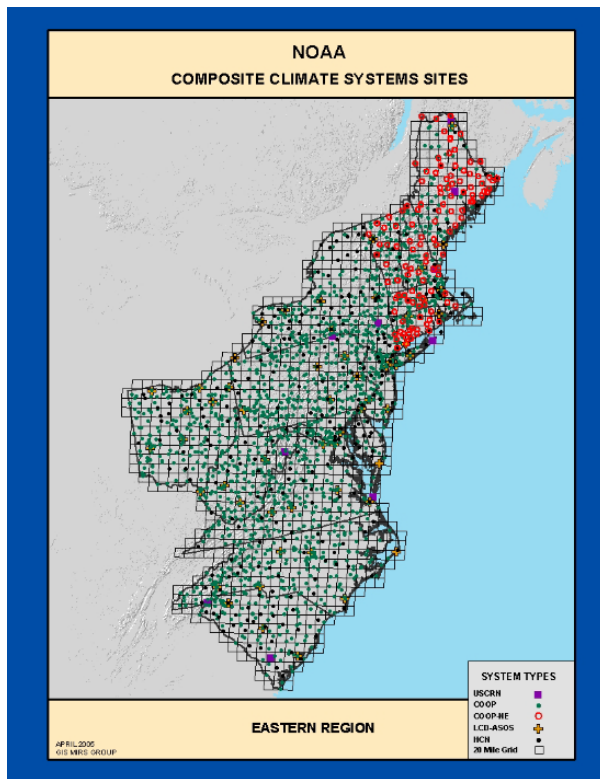 NOAA
COMPOSITE CLIMATE SYSTEMS SITES
SYSTEM TYPES
USCRN
COOP
COOP-NE
LCD-ASOS
HCN
20 Mile Grid
EASTERN REGION
APRIL 2005
GIS MIRS GROUP